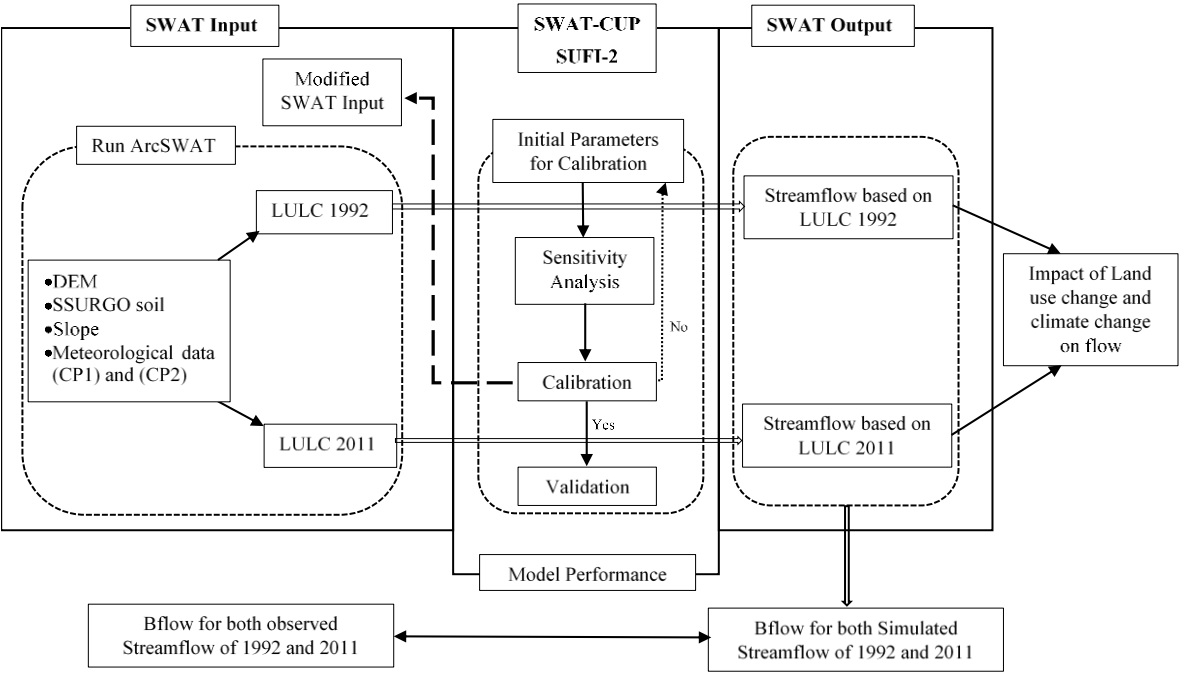 SWAT Input
SWAT-CUP
SUFI-2
SWAT Output
Modified
SWAT Input
Run ArcSWAT
LULC 1992
•DEM
•SSURGO soil
•Slope
•Meteorological data
(CP1) and (CP2)
LULC 2011
Initial Parameters
for Calibration
Sensitivity
Analysis
No
Calibration
Yes
Validation
Model Performance
Streamflow based on
LULC 1992
Streamflow based on
LULC 2011
Impact of Land
use change and
climate change
on flow
Bflow for both observed
Streamflow of 1992 and 2011
Bflow for both Simulated
Streamflow of 1992 and 2011